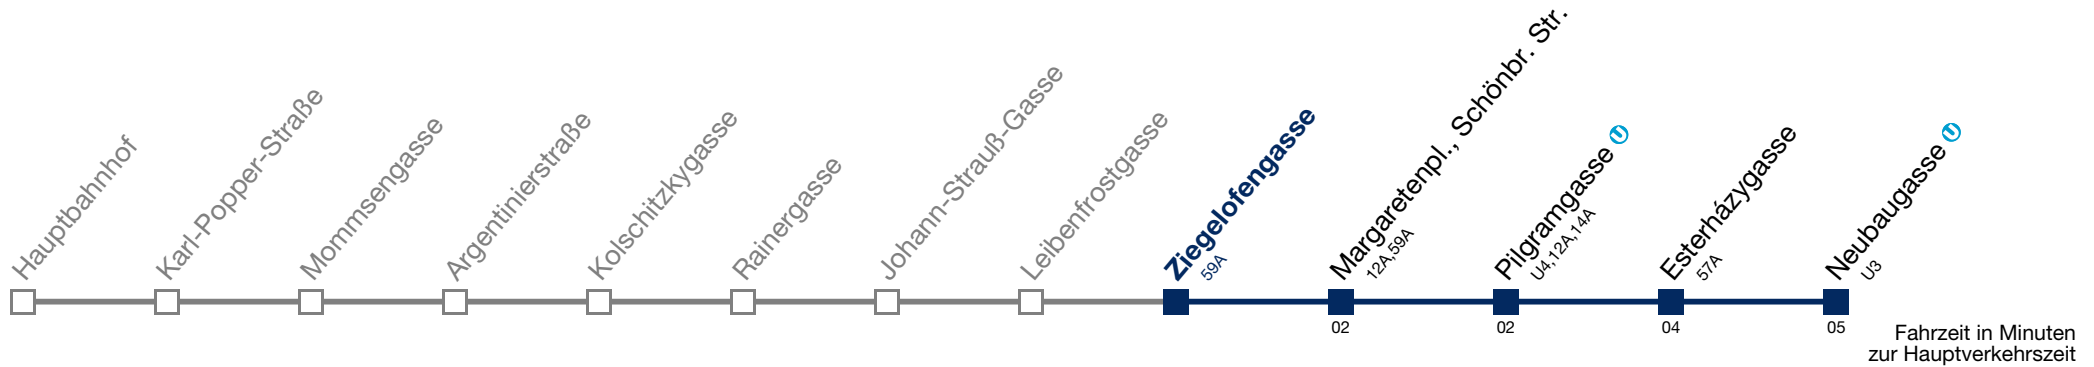 Hauptbahnhof
Karl-Popper-Straße
Mommsengasse
Argentinierstraße
Kolschitzkygasse
Rainergasse
Johann-Strauß-Gasse
Leibenfrostgasse
Ziegelofengasse
59A
Margaretenpl., Schönbr. Str.
12A,59A
02
Pilgramgasse U
U4,12A,14A
02
Esterházygasse
57A
04
Neubaugasse U
U3
05
Fahrzeit in Minuten
zur Hauptverkehrszeit